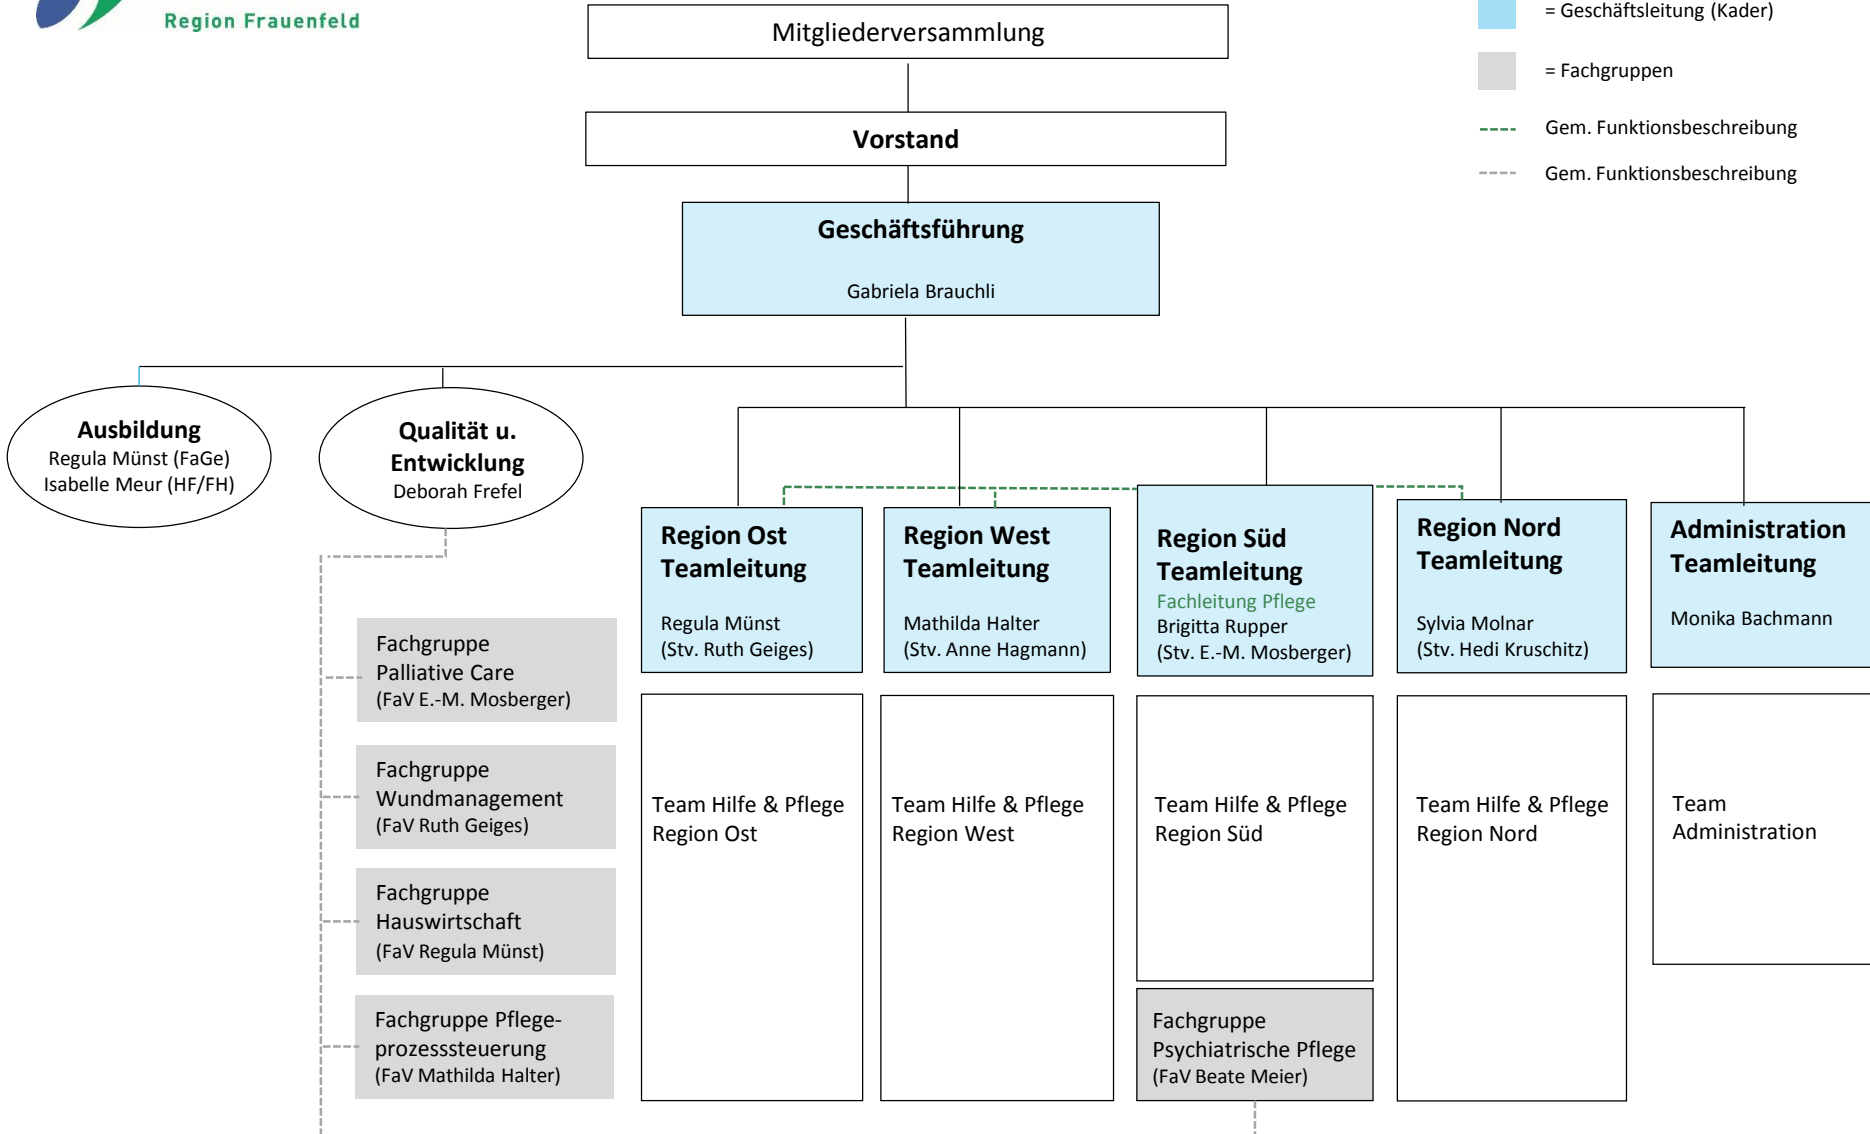 Region Frauenfeld
Mitgliederversammlung
Vorstand
Geschäftsführung
Gabriela Brauchli
= Geschäftsleitung (Kader)
= Fachgruppen
Gem. Funktionsbeschreibung
Gem. Funktionsbeschreibung
Ausbildung
Regula Münst (FaGe)
Isabelle Meur (HF/FH)
Qualität u.
Entwicklung
Deborah Frefel
Region Ost
Teamleitung
Regula Münst
(Stv. Ruth Geiges)
Region West
Teamleitung
Mathilda Halter
(Stv. Anne Hagmann)
Region Süd
Teamleitung
Fachleitung Pflege
Brigitta Rupper
(Stv. E.-M. Mosberger)
Region Nord
Teamleitung
Sylvia Molnar
(Stv. Hedi Kruschitz)
Administration
Teamleitung
Monika Bachmann
Fachgruppe
Palliative Care
(FaV E.-M. Mosberger)
Fachgruppe
Wundmanagement
(FaV Ruth Geiges)
Fachgruppe
Hauswirtschaft
(FaV Regula Münst)
Fachgruppe Pflege-
prozesssteuerung
(FaV Mathilda Halter)
Team Hilfe & Pflege
Region Ost
Team Hilfe & Pflege
Region West
Team Hilfe & Pflege
Region Süd
Team Hilfe & Pflege
Region Nord
Team
Administration
Fachgruppe
Psychiatrische Pflege
(FaV Beate Meier)